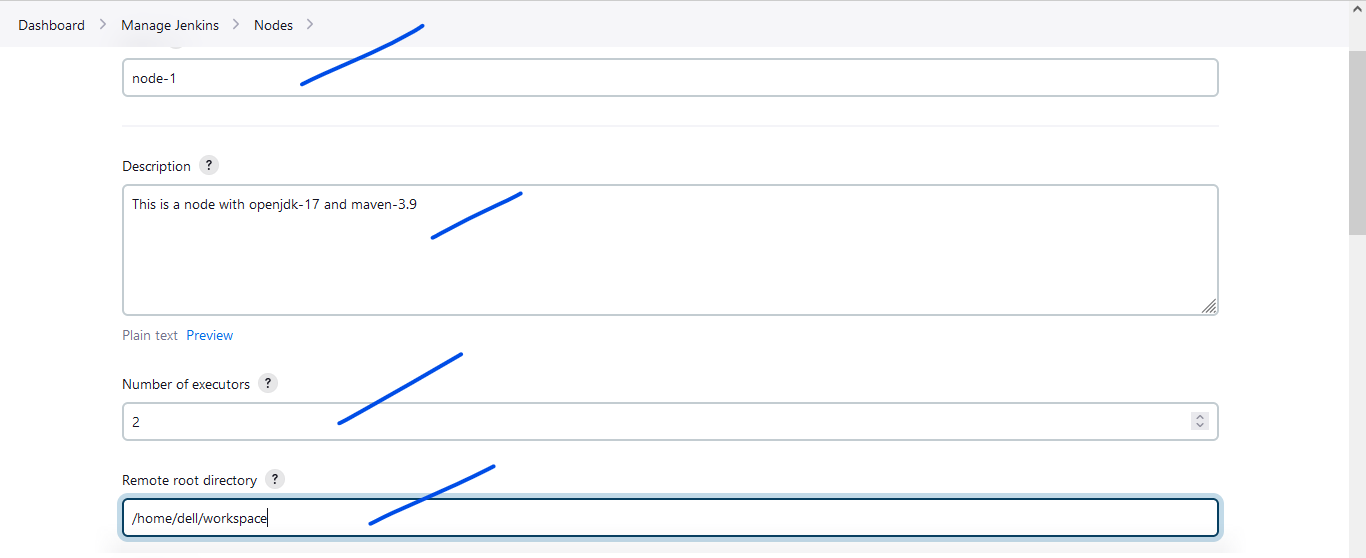 Dashboard > Manage Jenkins > Nodes >
node-1
Description ?
This is a node with openjdk-17 and maven-3.9
Plain text Preview
Number of executors ?
2
Remote root directory ?
/home/dell/workspace